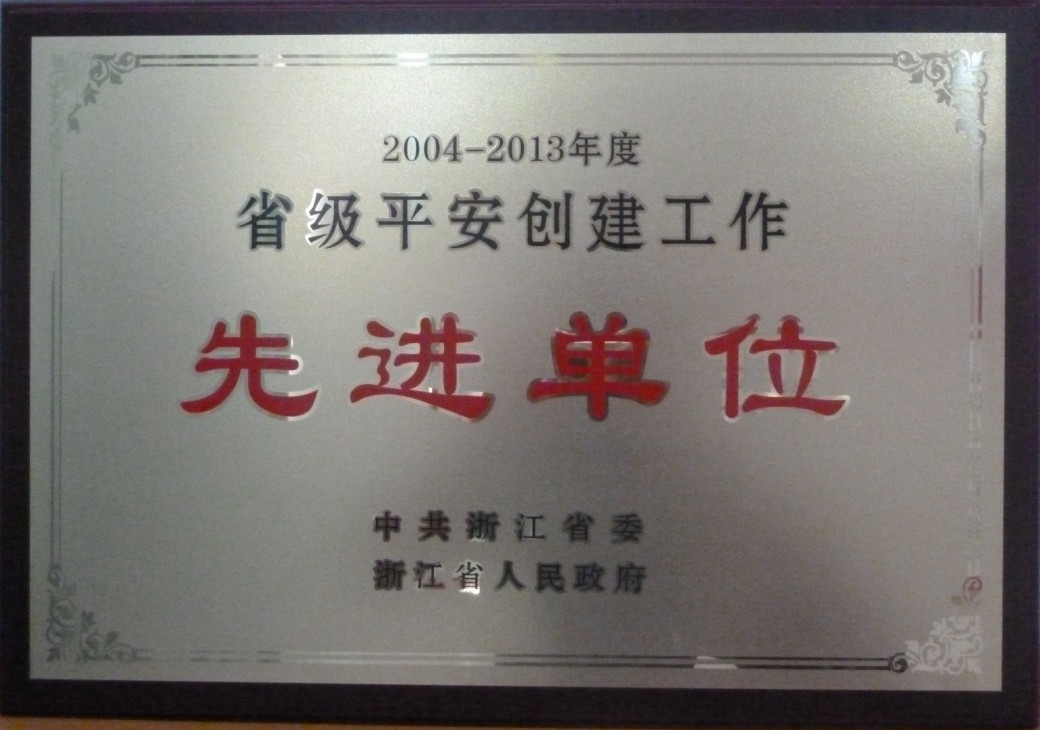 2004-2013年度
省级平安创建工作
先进单位
中共浙江省委
浙江省人民政府